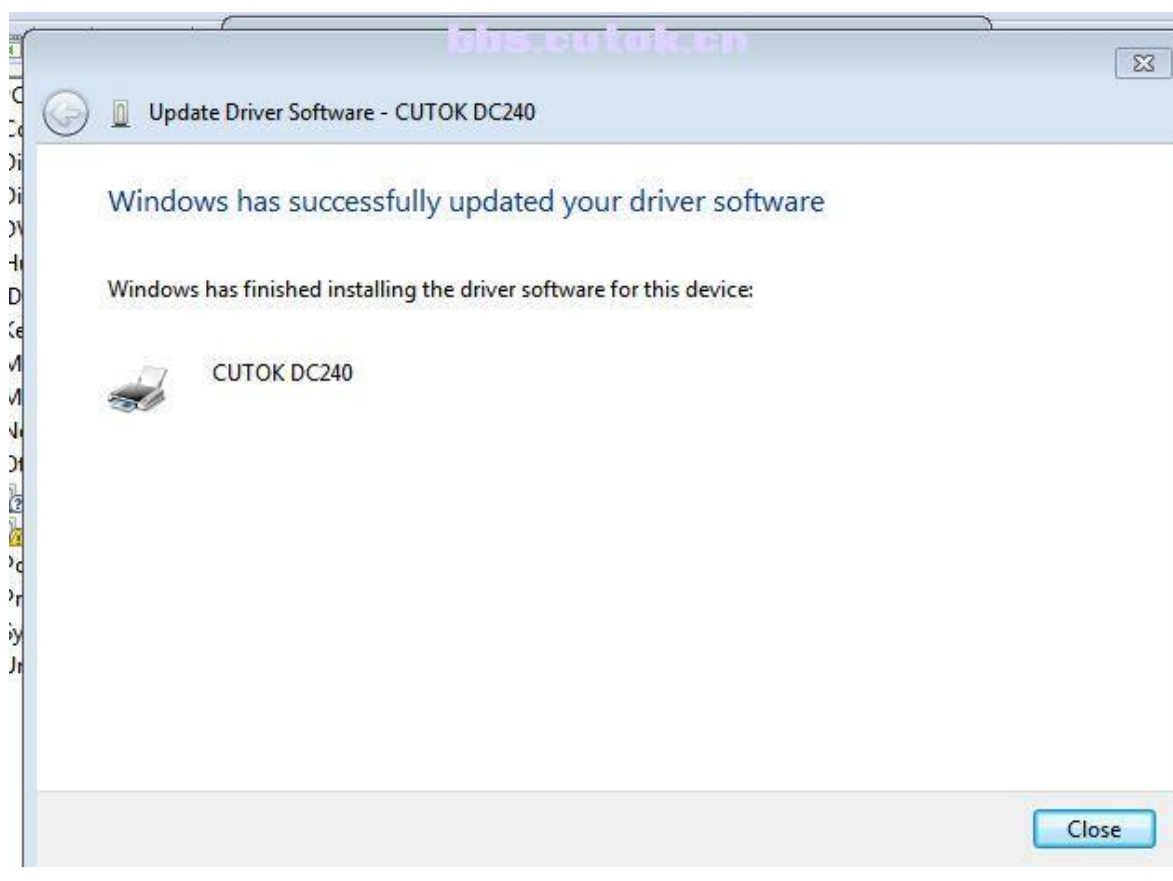 bbs.cutok.cn
Update Driver Software - CUTOK DC240
Windows has successfully updated your driver software
Windows has finished installing the driver software for this device:
CUTOK DC240
Close